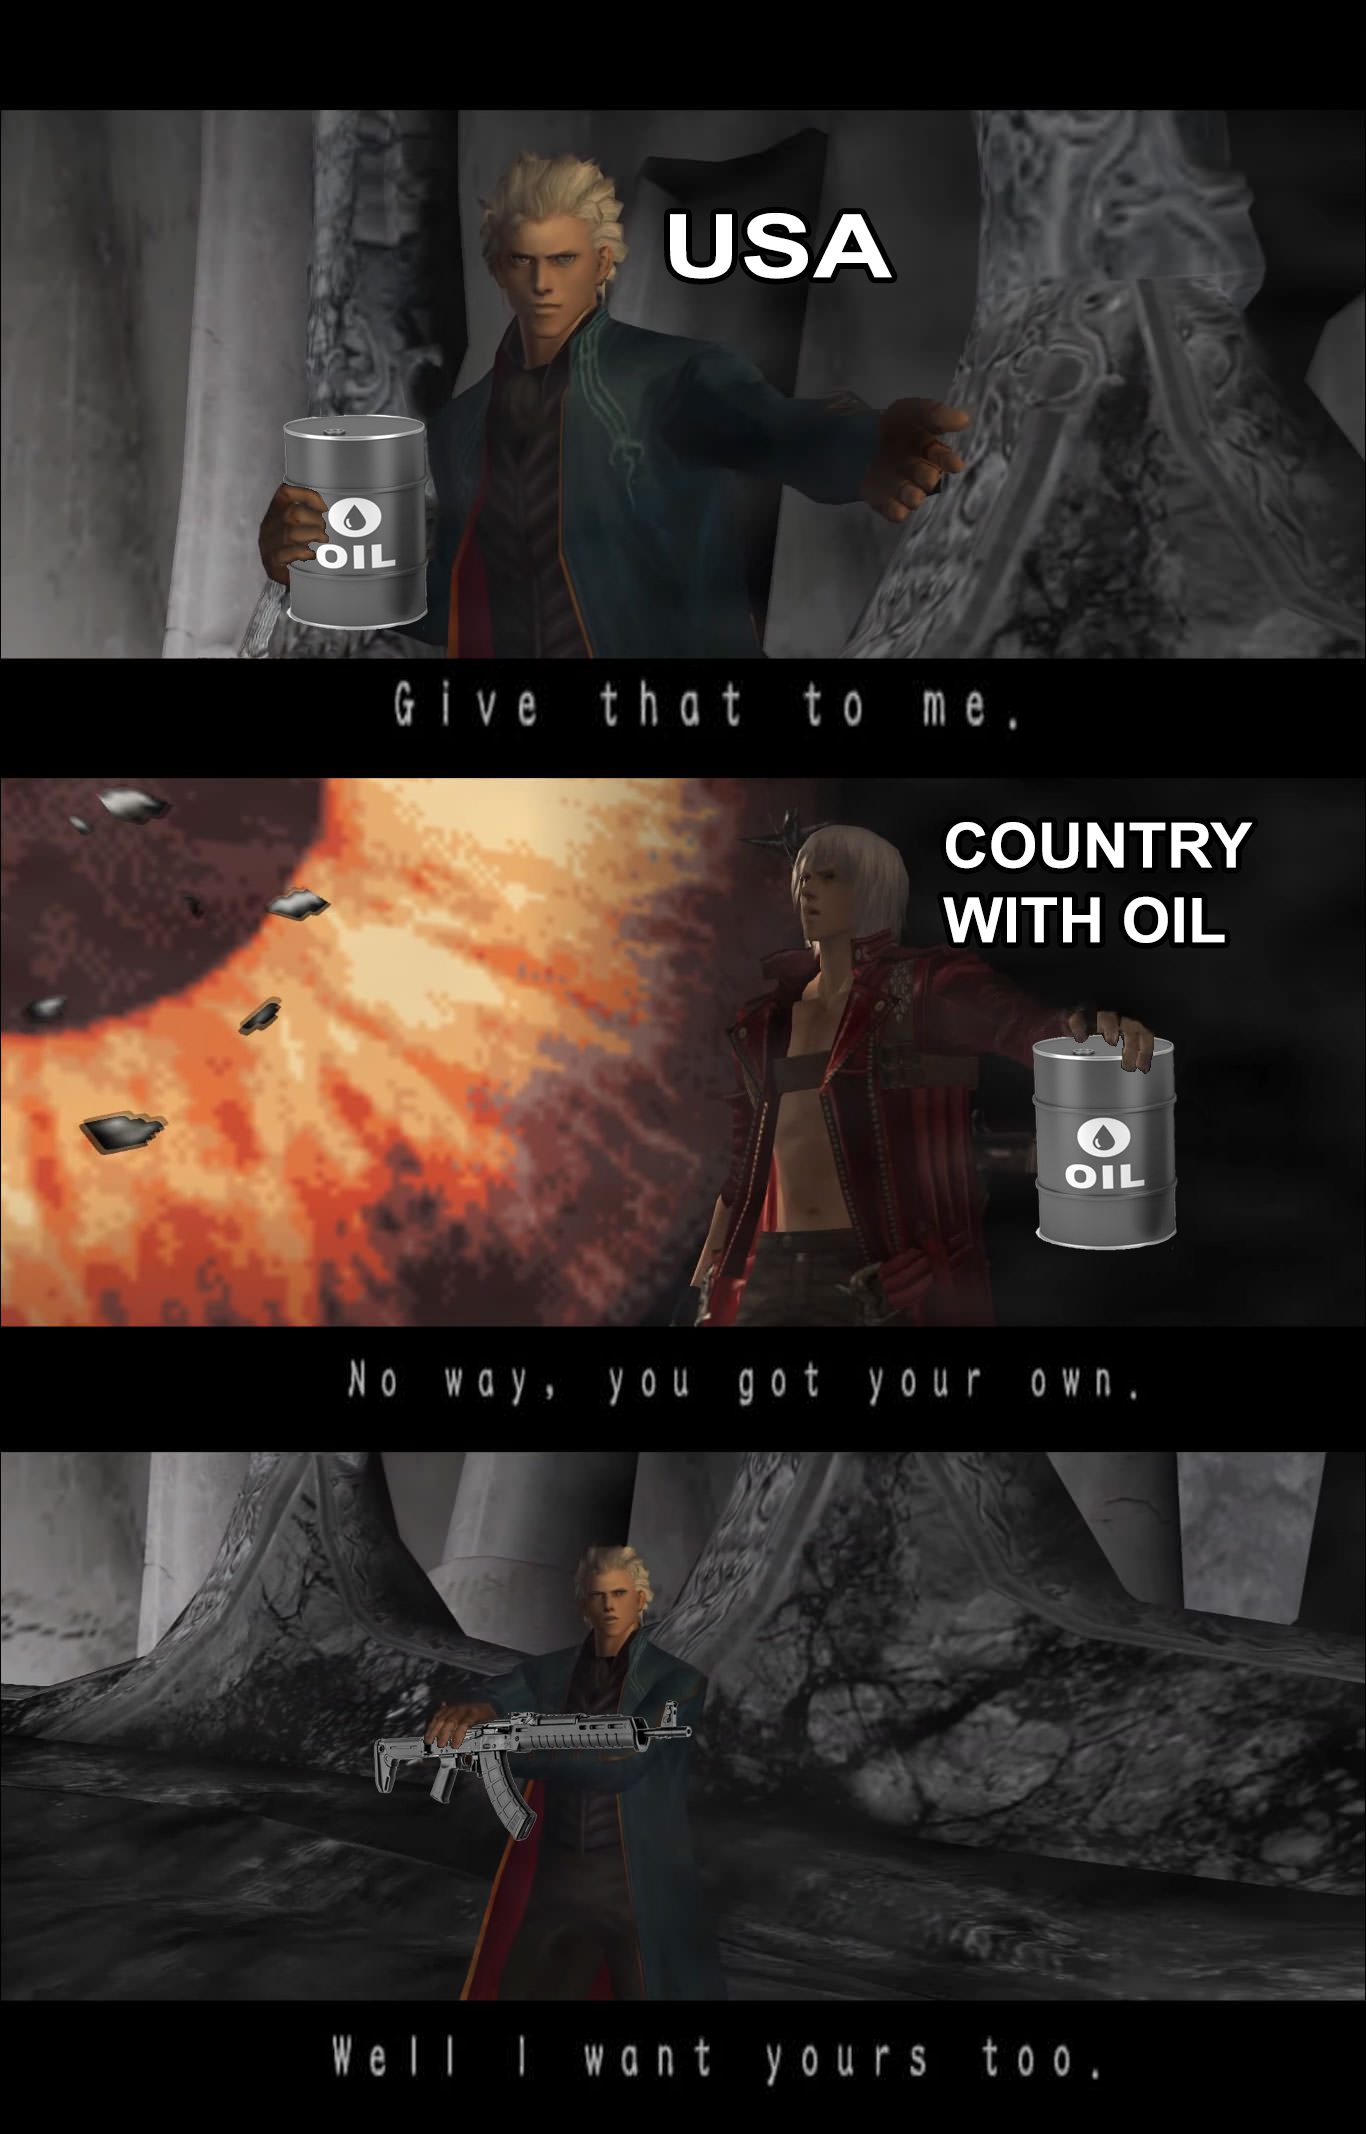 USA
OIL
Give that to me.
COUNTRY
WITH OIL
OIL
No way, you got your own.
Well I want yours too.